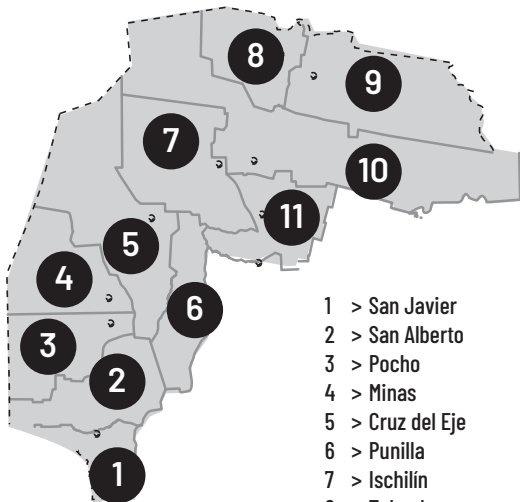 8
9
7
10
11
5
4
6
3
2
1
1 > San Javier
2 > San Alberto
3 > Pocho
4 > Minas
5 > Cruz del Eje
6 > Punilla
7 > Ischilín